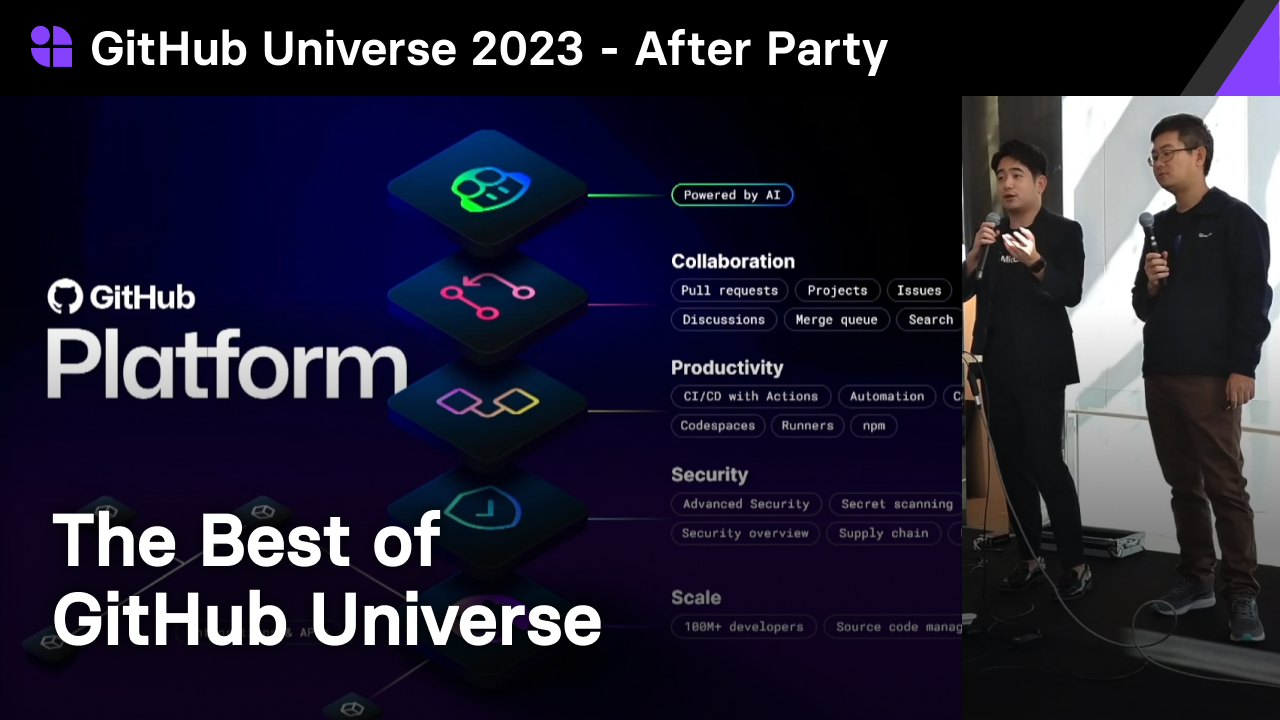 GitHub Universe 2023 - After Party
GitHub
Platform
Powered by AI
Collaboration
Pull requests
Projects
Issues
Discussions
Merge queue
Search
Productivity
CI/CD with Actions
Automation
Codespaces
Runners
npm
Security
Advanced Security
Secret scanning
Security overview
Supply chain
Scale
100M+ developers
Source code manag
The Best of
GitHub Universe